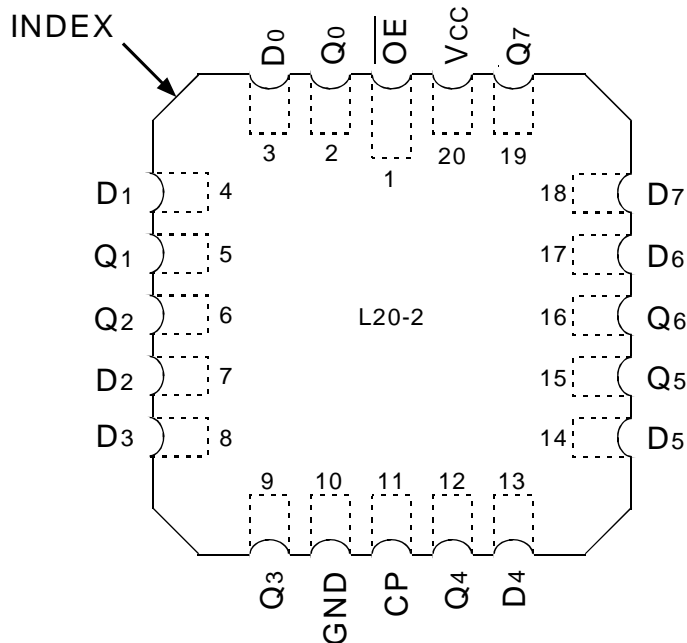 INDEX
D0 Q0 O̅E̅ VCC Q7
3 2 1 20 19
D1 4 18 D7
Q1 5 17 D6
Q2 6 L20-2 16 Q6
D2 7 15 Q5
D3 8 14 D5
9 10 11 12 13
Q3 GND CP Q4 D4